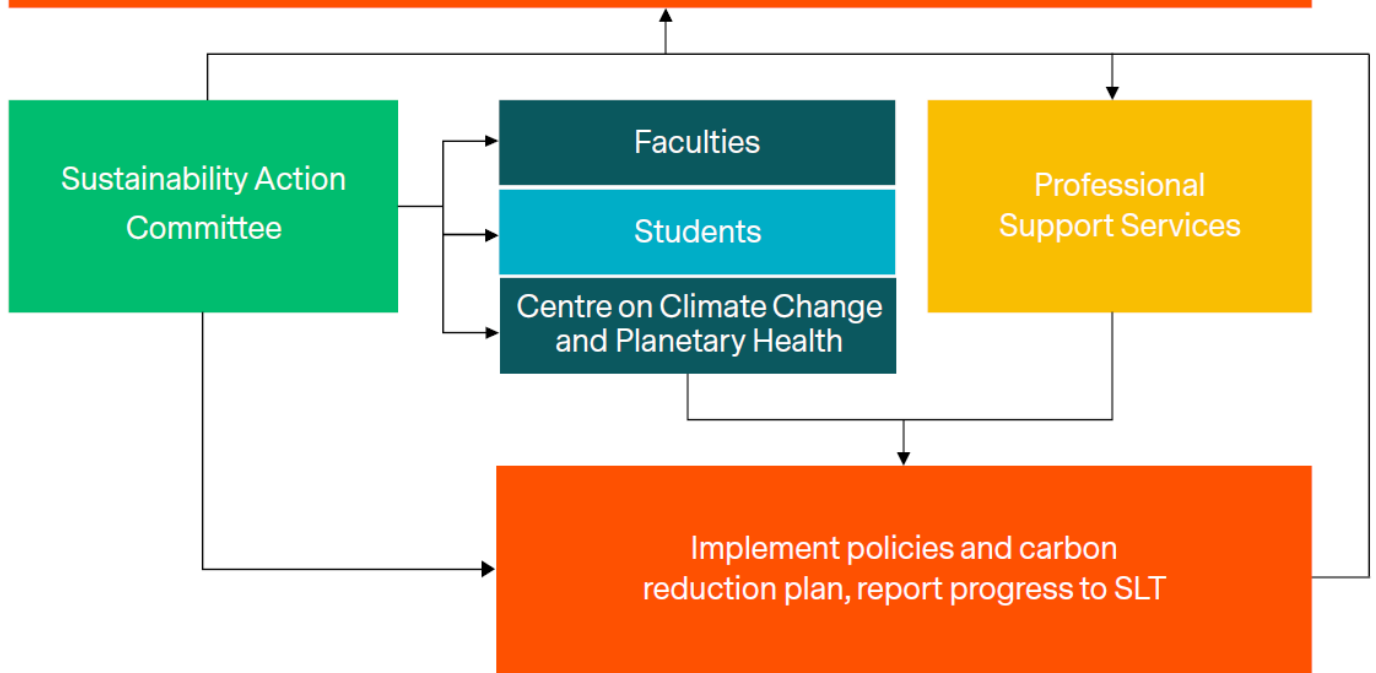 Sustainability Action
Committee
Faculties
Students
Centre on Climate Change
and Planetary Health
Professional
Support Services
Implement policies and carbon
reduction plan, report progress to SLT